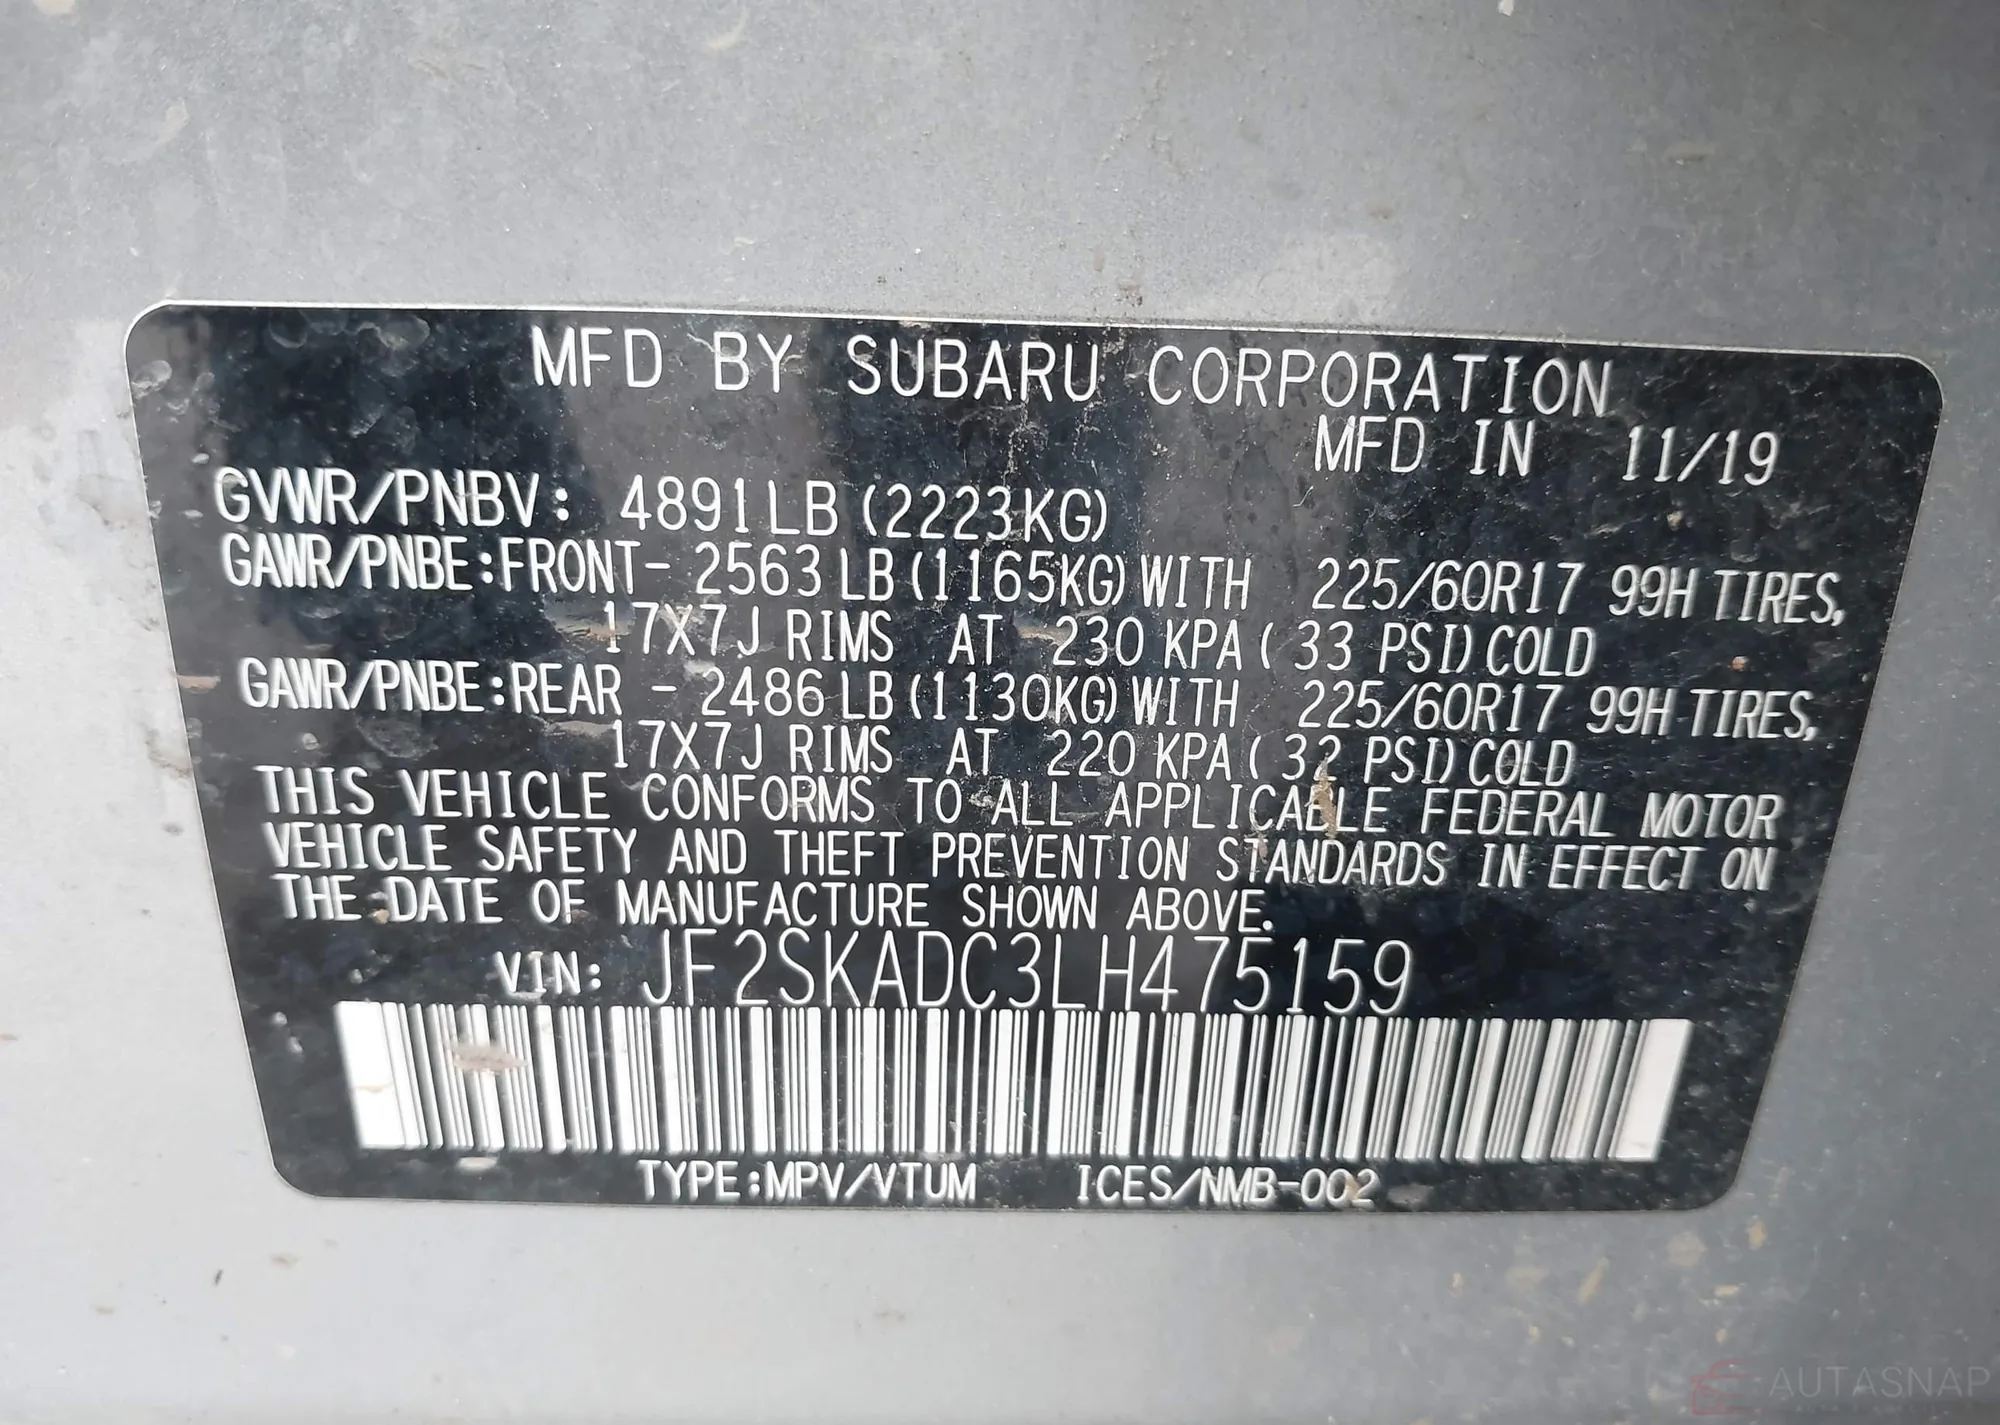 MFD BY SUBARU CORPORATION
MFD IN 11/19
GVWR/PNBV: 4891LB (2223KG)
GAWR/PNBE:FRONT- 2563 LB (1165KG) WITH 225/60R17 99H TIRES,
17X7J RIMS AT 230 KPA ( 33 PSI) COLD
GAWR/PNBE:REAR - 2486 LB (1130KG) WITH 225/60R17 99H TIRES,
17X7J RIMS AT 220 KPA ( 32 PSI) COLD
THIS VEHICLE CONFORMS TO ALL APPLICABLE FEDERAL MOTOR
VEHICLE SAFETY AND THEFT PREVENTION STANDARDS IN EFFECT ON
THE DATE OF MANUFACTURE SHOWN ABOVE.
VIN: JF2SKADC3LH475159
TYPE:MPV/VTUM ICES/NMB-002
AUTASNAP